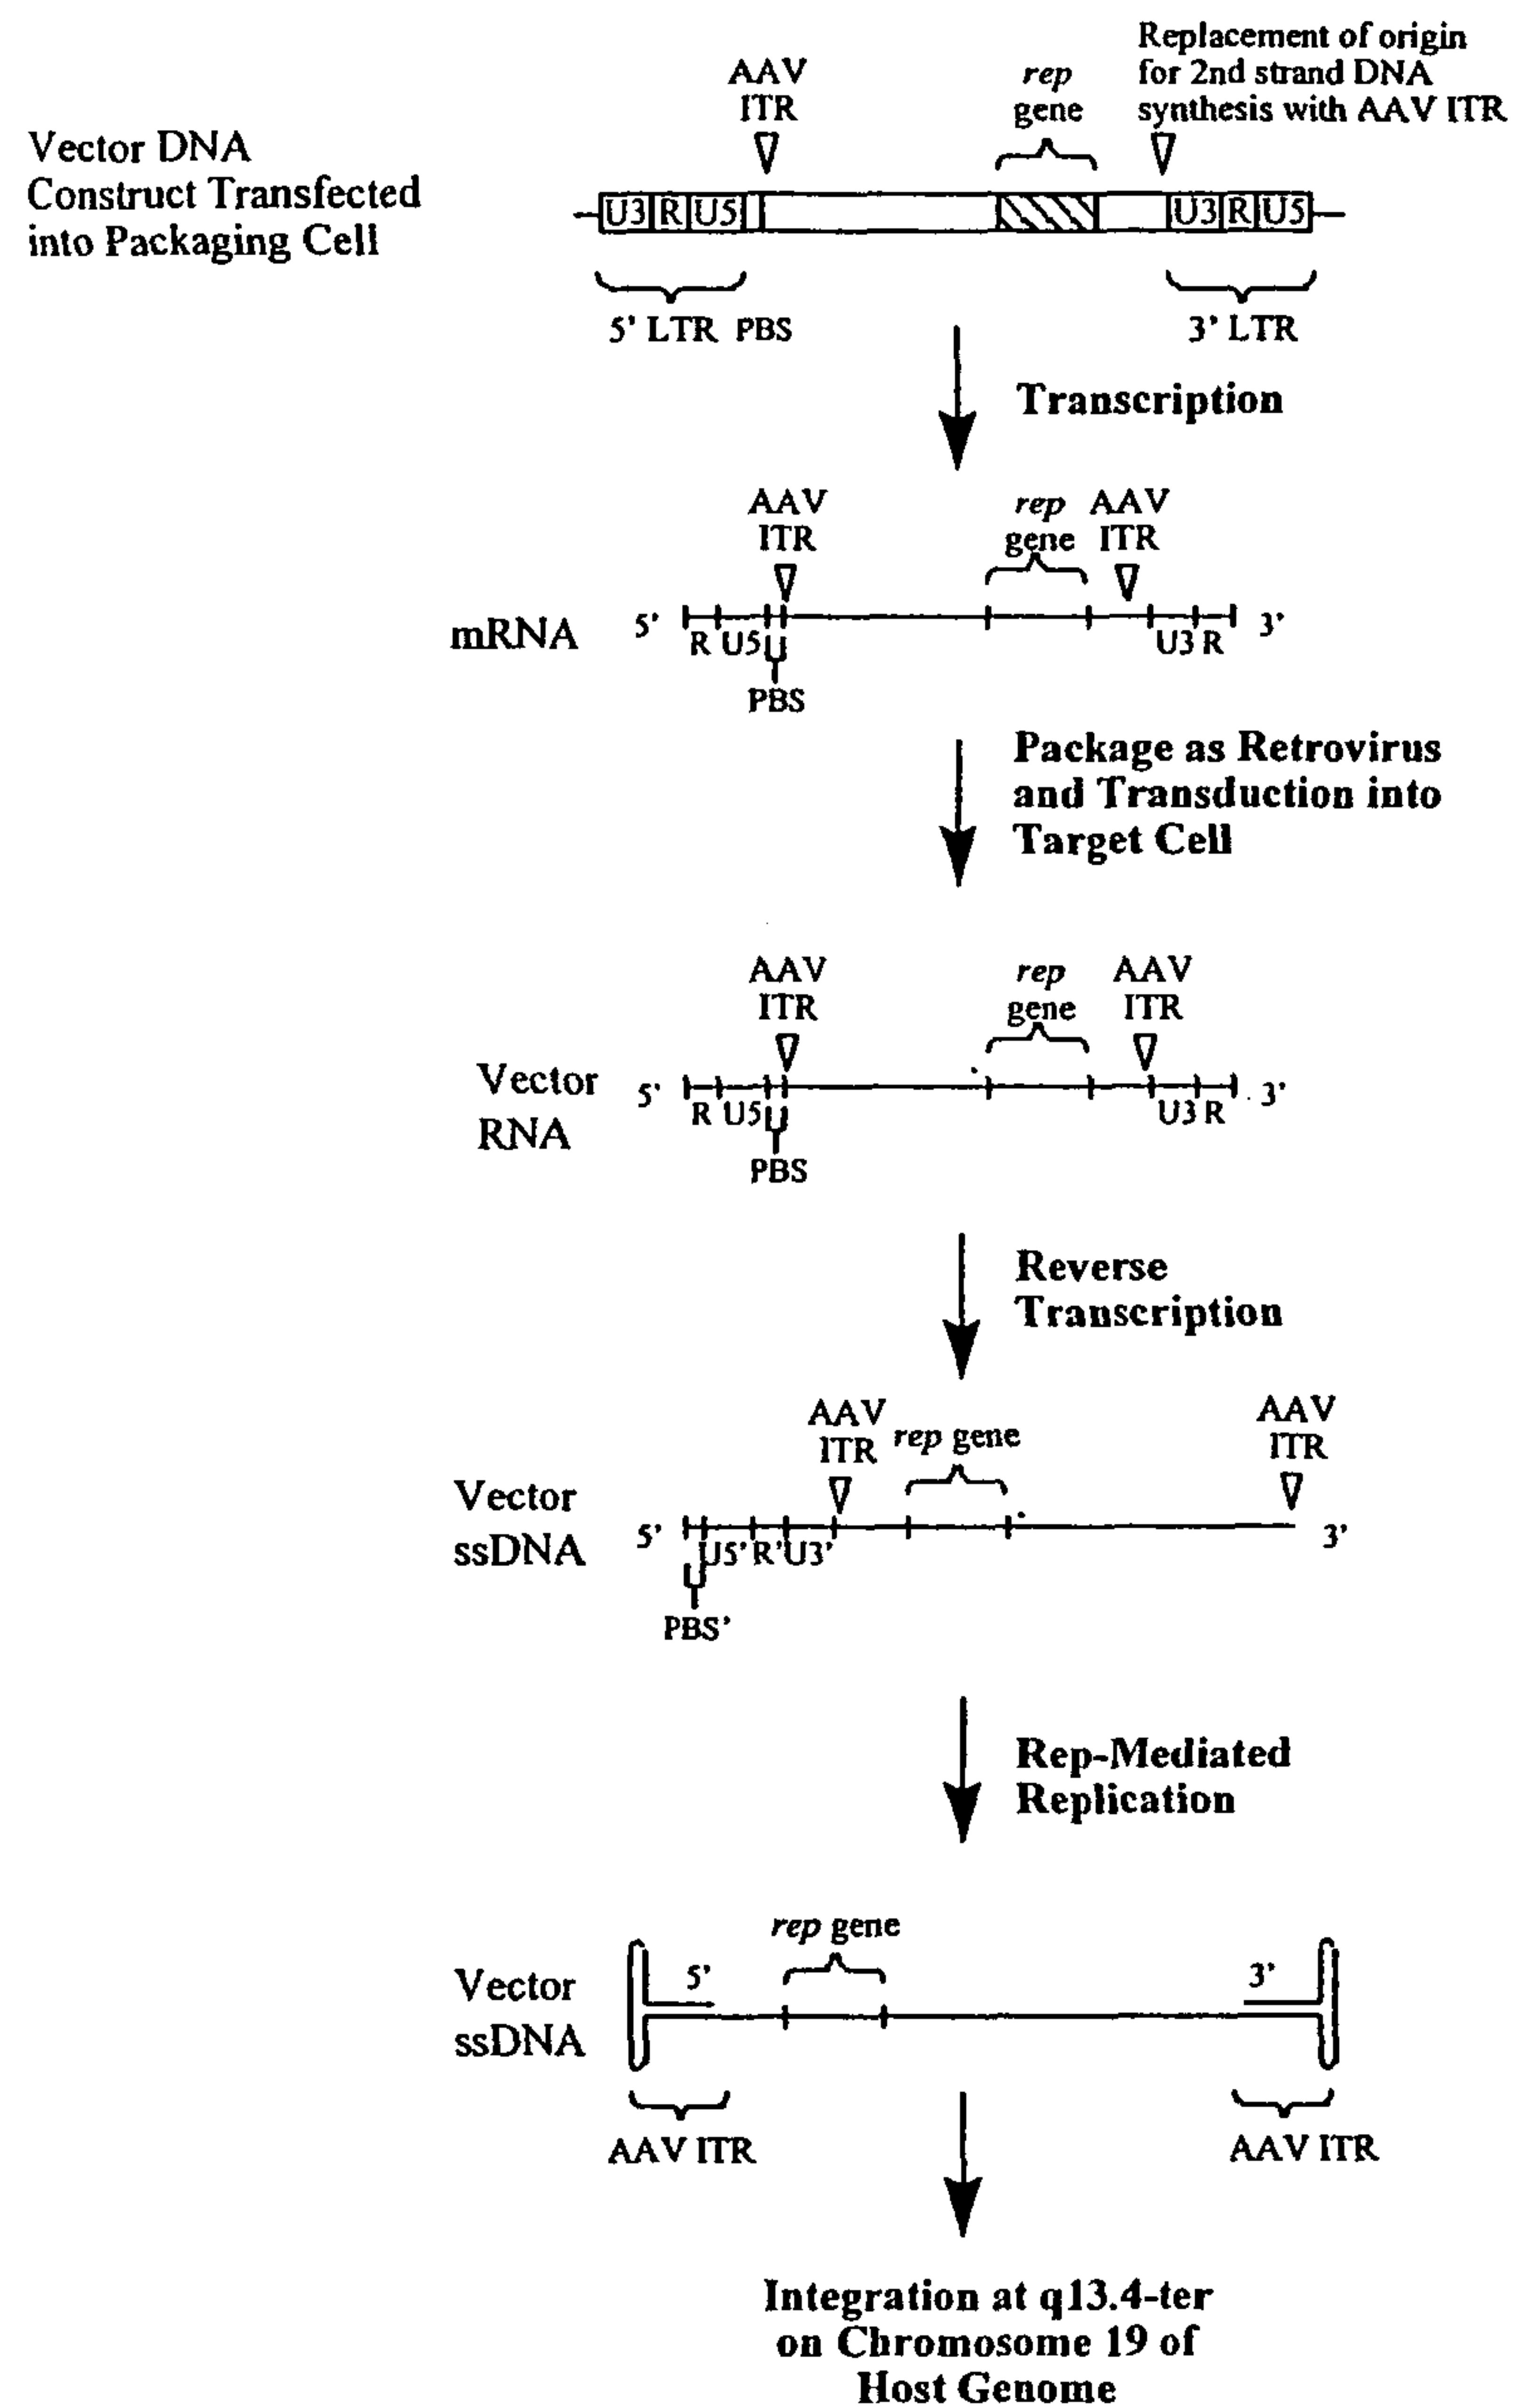 Replacement of origin
for 2nd strand DNA
synthesis with AAV ITR
AAV
ITR
rep
gene
Vector DNA
Construct Transfected
into Packaging Cell
U3 R U5
U3 R U5
5' LTR PBS
3' LTR
Transcription
AAV
ITR
rep
gene
AAV
ITR
mRNA
5'
3'
R U5
U3 R
PBS
Package as Retrovirus
and Transduction into
Target Cell
AAV
ITR
rep
gene
AAV
ITR
Vector
RNA
5'
3'
R U5
U3 R
PBS
Reverse
Transcription
AAV
ITR
rep gene
AAV
ITR
Vector
ssDNA
5'
3'
U5' R' U3'
PBS'
Rep-Mediated
Replication
rep gene
Vector
ssDNA
5'
3'
AAV ITR
AAV ITR
Integration at q13.4-ter
on Chromosome 19 of
Host Genome